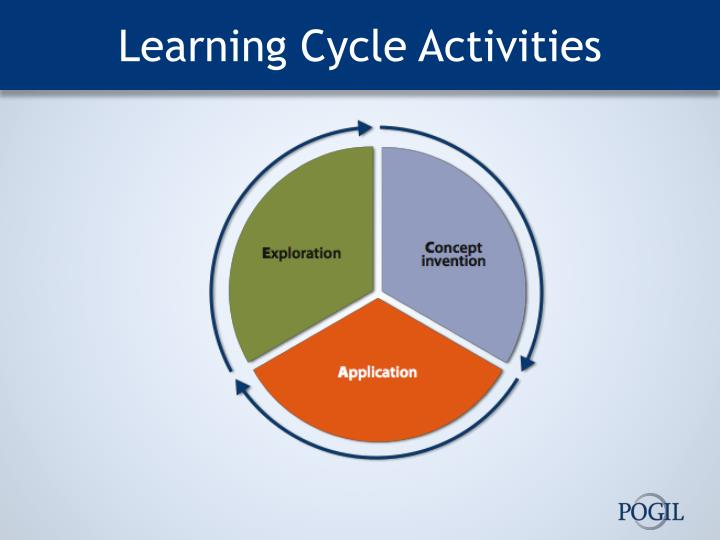 Learning Cycle Activities
Exploration
Concept
invention
Application
POGIL